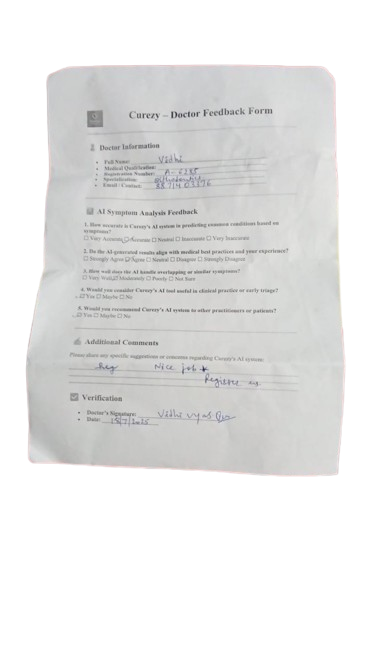 Curezy – Doctor Feedback Form
Doctor Information
• Full Name: Vidhi
• Medical Qualification:
• Registration Number: A-6285
• Specialization:
• Email / Contact:
AI Symptom Analysis Feedback
1. How accurate is Curezy's AI system in predicting common conditions based on
symptoms?
☐ Very Accurate ☑ Accurate ☐ Neutral ☐ Inaccurate ☐ Very Inaccurate
2. Do the AI-generated results align with medical best practices and your experience?
☐ Strongly Agree ☑ Agree ☐ Neutral ☐ Disagree ☐ Strongly Disagree
3. How well does the AI handle overlapping or similar symptoms?
☐ Very Well ☑ Moderately ☐ Poorly ☐ Not Sure
4. Would you consider Curezy's AI tool useful in clinical practice or early triage?
☑ Yes ☐ Maybe ☐ No
5. Would you recommend Curezy's AI system to other practitioners or patients?
☑ Yes ☐ Maybe ☐ No
Additional Comments
Please share any specific suggestions or concerns regarding Curezy's AI system:
Nice job
Verification
• Doctor's Signature: Vidhi vyas
• Date: 15/7/2025